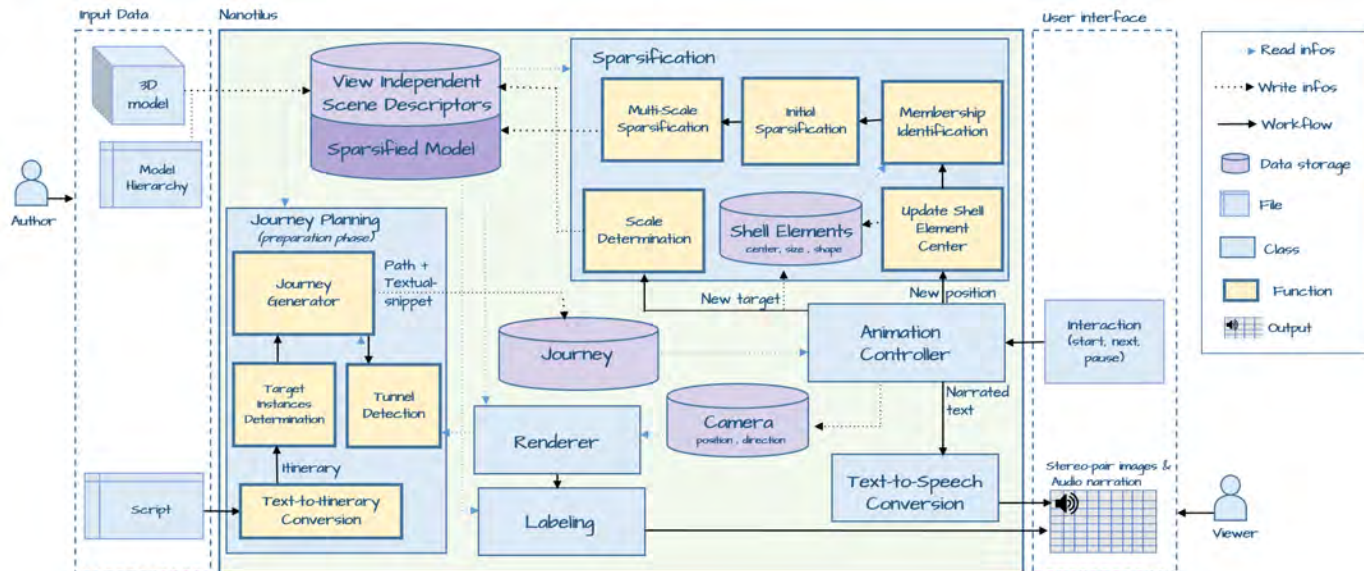 Input Data
Nanotilus
User interface
3D
model
Model
Hierarchy
Author
Script
View Independent
Scene Descriptors
Sparsified Model
Sparsification
Multi-Scale
Sparsification
Initial
Sparsification
Membership
Identification
Scale
Determination
Shell Elements
center, size , shape
Update Shell
Element
Center
Journey Planning
(preparation phase)
Journey
Generator
Path +
Textual-
snippet
Target
Instances
Determination
Tunnel
Detection
Itinerary
Text-to-Itinerary
Conversion
New target
New position
Journey
Animation
Controller
Interaction
(start, next,
pause)
Narrated
text
Camera
position , direction
Renderer
Labeling
Text-to-Speech
Conversion
Stereo-pair images &
Audio narration
Viewer
Read infos
Write infos
Workflow
Data storage
File
Class
Function
Output